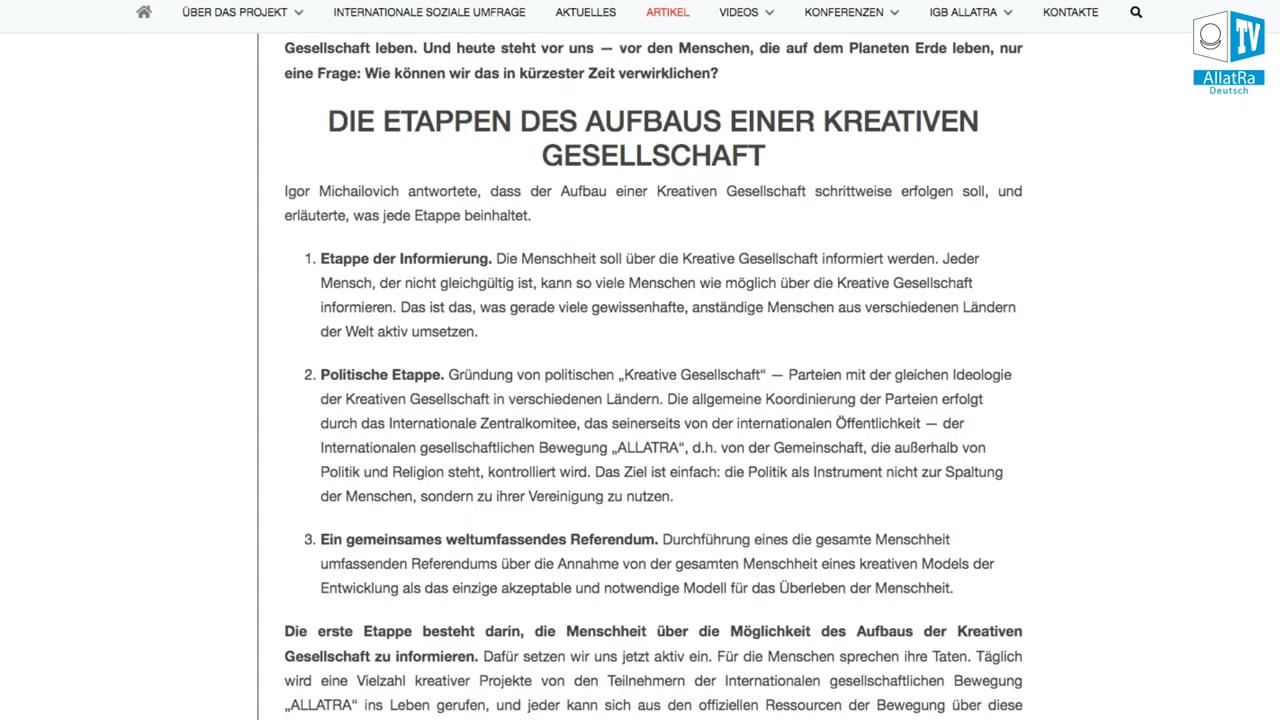 ÜBER DAS PROJEKT INTERNATIONALE SOZIALE UMFRAGE AKTUELLES ARTIKEL VIDEOS KONFERENZEN IGB ALLATRA KONTAKTE
TV
AllatRa
Deutsch
Gesellschaft leben. Und heute steht vor uns — vor den Menschen, die auf dem Planeten Erde leben, nur
eine Frage: Wie können wir das in kürzester Zeit verwirklichen?
DIE ETAPPEN DES AUFBAUS EINER KREATIVEN
GESELLSCHAFT
Igor Michailovich antwortete, dass der Aufbau einer Kreativen Gesellschaft schrittweise erfolgen soll, und
erläuterte, was jede Etappe beinhaltet.
1. Etappe der Informierung. Die Menschheit soll über die Kreative Gesellschaft informiert werden. Jeder
Mensch, der nicht gleichgültig ist, kann so viele Menschen wie möglich über die Kreative Gesellschaft
informieren. Das ist das, was gerade viele gewissenhafte, anständige Menschen aus verschiedenen Ländern
der Welt aktiv umsetzen.
2. Politische Etappe. Gründung von politischen „Kreative Gesellschaft“ — Parteien mit der gleichen Ideologie
der Kreativen Gesellschaft in verschiedenen Ländern. Die allgemeine Koordinierung der Parteien erfolgt
durch das Internationale Zentralkomitee, das seinerseits von der internationalen Öffentlichkeit — der
Internationalen gesellschaftlichen Bewegung „ALLATRA“, d.h. von der Gemeinschaft, die außerhalb von
Politik und Religion steht, kontrolliert wird. Das Ziel ist einfach: die Politik als Instrument nicht zur Spaltung
der Menschen, sondern zu ihrer Vereinigung zu nutzen.
3. Ein gemeinsames weltumfassendes Referendum. Durchführung eines die gesamte Menschheit
umfassenden Referendums über die Annahme von der gesamten Menschheit eines kreativen Models der
Entwicklung als das einzige akzeptable und notwendige Modell für das Überleben der Menschheit.
Die erste Etappe besteht darin, die Menschheit über die Möglichkeit des Aufbaus der Kreativen
Gesellschaft zu informieren. Dafür setzen wir uns jetzt aktiv ein. Für die Menschen sprechen ihre Taten. Täglich
wird eine Vielzahl kreativer Projekte von den Teilnehmern der Internationalen gesellschaftlichen Bewegung
„ALLATRA“ ins Leben gerufen, und jeder kann sich aus den offiziellen Ressourcen der Bewegung über diese